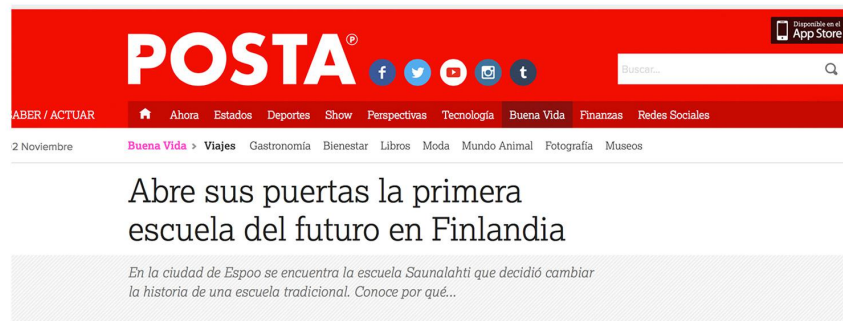 Disponible en el
App Store
POSTA
Buscar...
SABER / ACTUAR
Ahora Estados Deportes Show Perspectivas Tecnología Buena Vida Finanzas Redes Sociales
2 Noviembre
Buena Vida > Viajes Gastronomía Bienestar Libros Moda Mundo Animal Fotografía Museos
Abre sus puertas la primera
escuela del futuro en Finlandia
En la ciudad de Espoo se encuentra la escuela Saunalahti que decidió cambiar
la historia de una escuela tradicional. Conoce por qué...